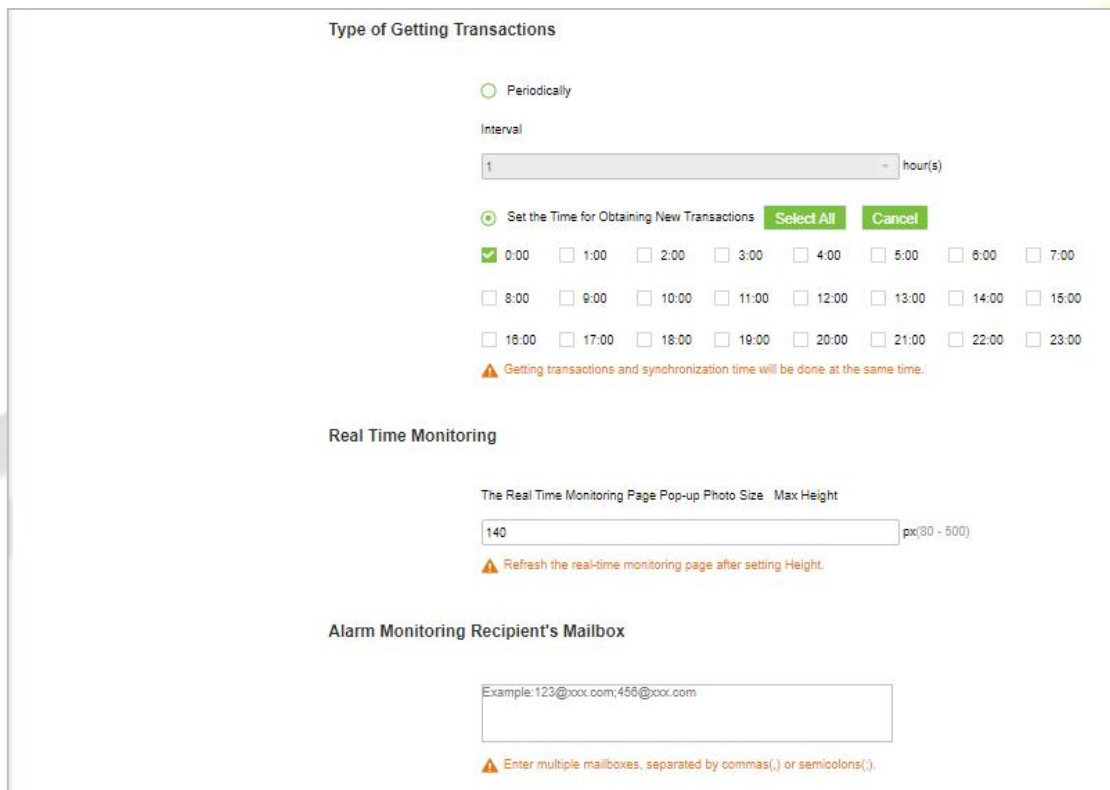 Type of Getting Transactions
Periodically
Interval
1 hour(s)
Set the Time for Obtaining New Transactions Select All Cancel
0:00 1:00 2:00 3:00 4:00 5:00 6:00 7:00
8:00 9:00 10:00 11:00 12:00 13:00 14:00 15:00
16:00 17:00 18:00 19:00 20:00 21:00 22:00 23:00
Getting transactions and synchronization time will be done at the same time.
Real Time Monitoring
The Real Time Monitoring Page Pop-up Photo Size Max Height
140 px(80 - 500)
Refresh the real-time monitoring page after setting Height.
Alarm Monitoring Recipient's Mailbox
Example:123@xxx.com;456@xxx.com
Enter multiple mailboxes, separated by commas(,) or semicolons(;).